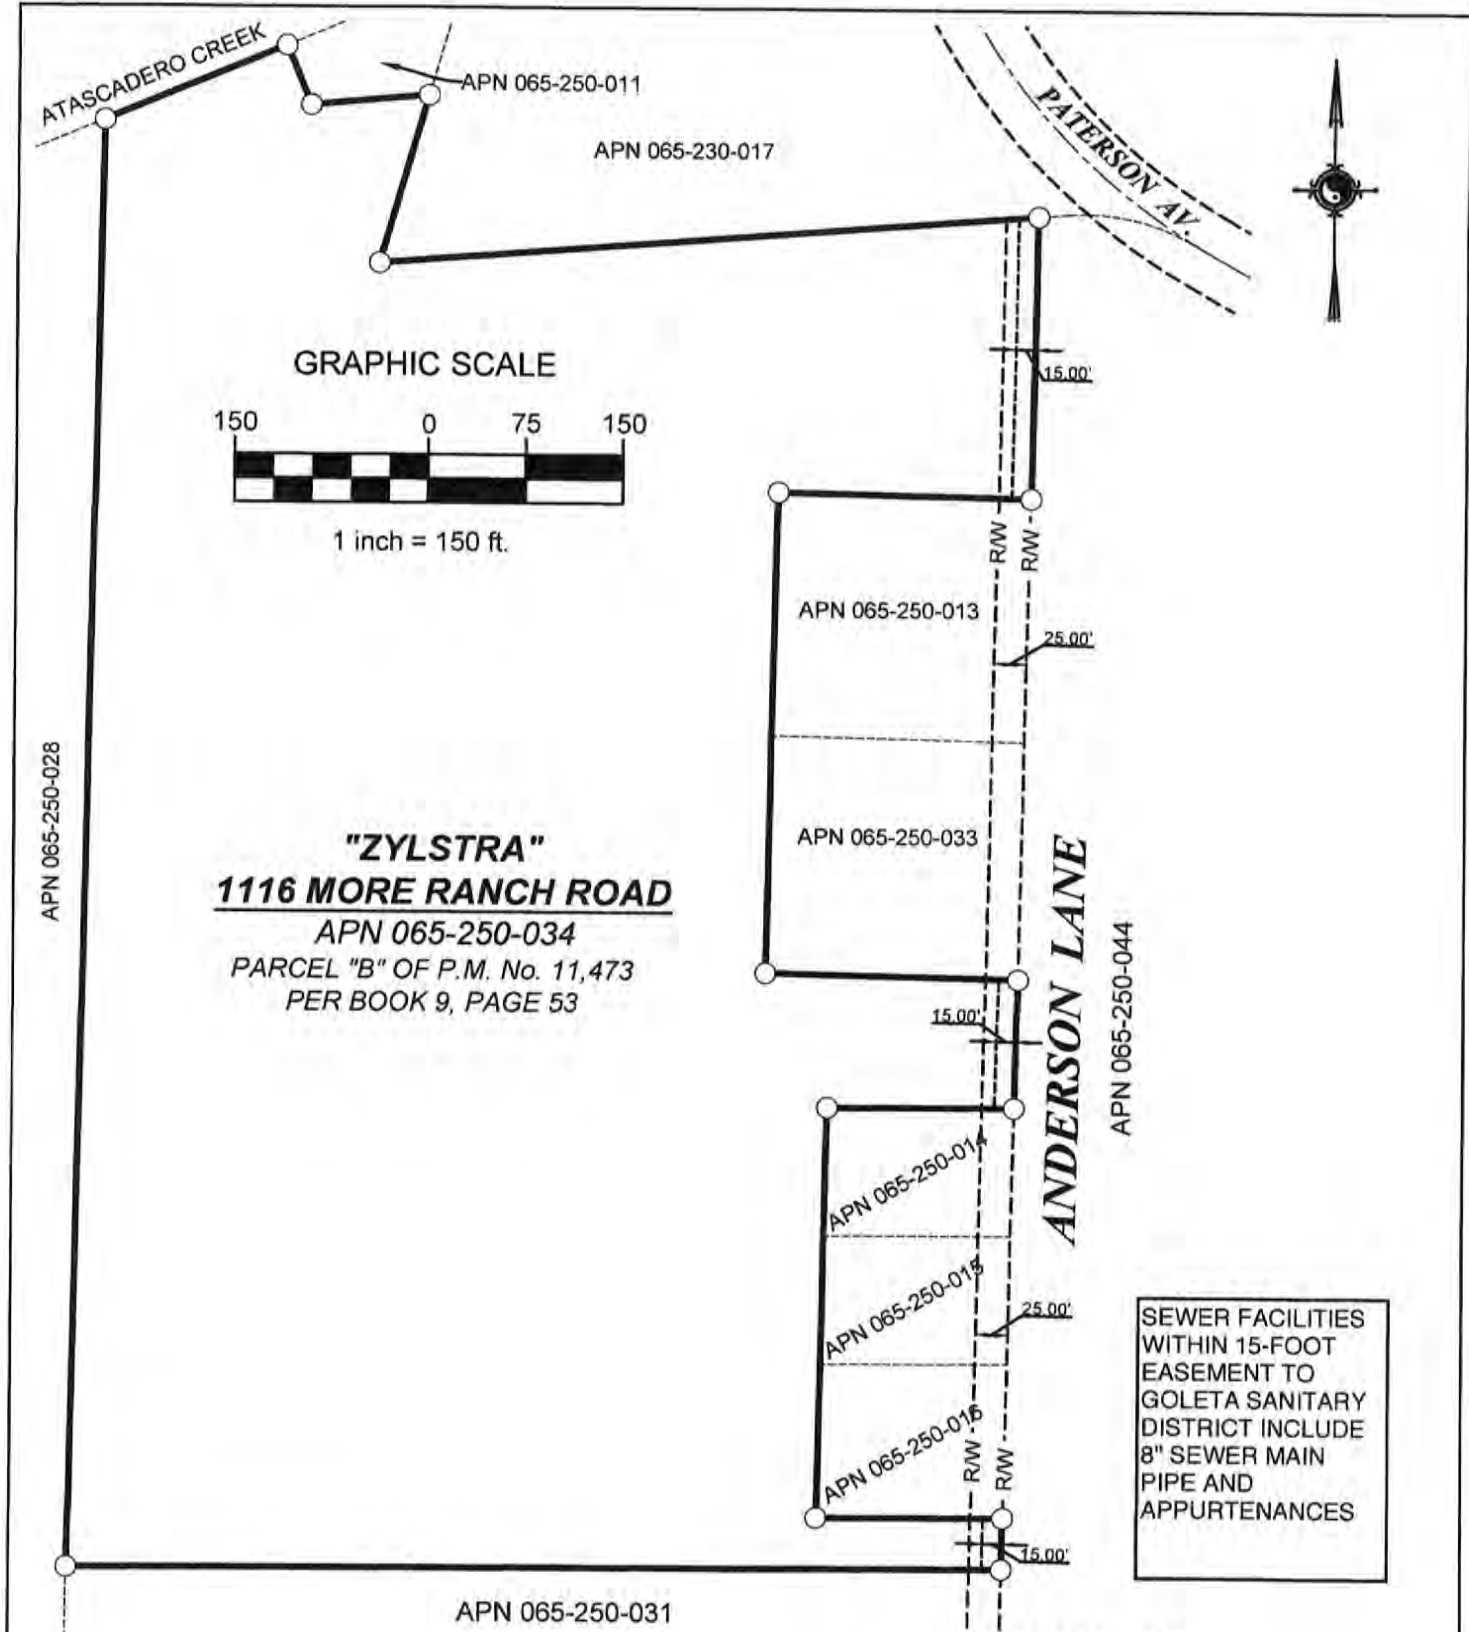 ATASCADERO CREEK
APN 065-250-011
APN 065-230-017
PATERSON AV.
GRAPHIC SCALE
150 0 75 150
1 inch = 150 ft.
15.00'
R/W R/W
APN 065-250-013
25.00'
APN 065-250-028
APN 065-250-033
"ZYLSTRA"
1116 MORE RANCH ROAD
APN 065-250-034
PARCEL "B" OF P.M. No. 11,473
PER BOOK 9, PAGE 53
ANDERSON LANE
APN 065-250-044
15.00'
APN 065-250-014
APN 065-250-015
25.00'
APN 065-250-016
R/W R/W
15.00'
SEWER FACILITIES
WITHIN 15-FOOT
EASEMENT TO
GOLETA SANITARY
DISTRICT INCLUDE
8" SEWER MAIN
PIPE AND
APPURTENANCES
APN 065-250-031